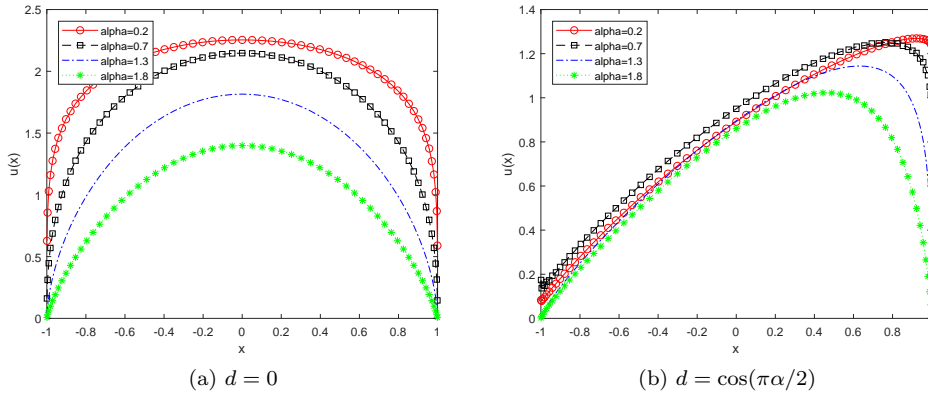 2.5
2
1.5
1
0.5
0
u(x)
-1 -0.8 -0.6 -0.4 -0.2 0 0.2 0.4 0.6 0.8 1
x
alpha=0.2
alpha=0.7
alpha=1.3
alpha=1.8
(a) d = 0
1.4
1.2
1
0.8
0.6
0.4
0.2
0
u(x)
-1 -0.8 -0.6 -0.4 -0.2 0 0.2 0.4 0.6 0.8
x
alpha=0.2
alpha=0.7
alpha=1.3
alpha=1.8
(b) d = cos(πα/2)